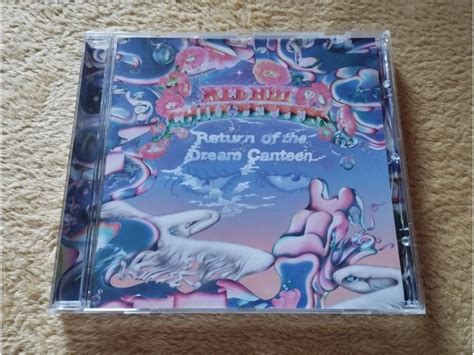 RED HOT
CHILI PEPPERS
Return of the
Dream Canteen